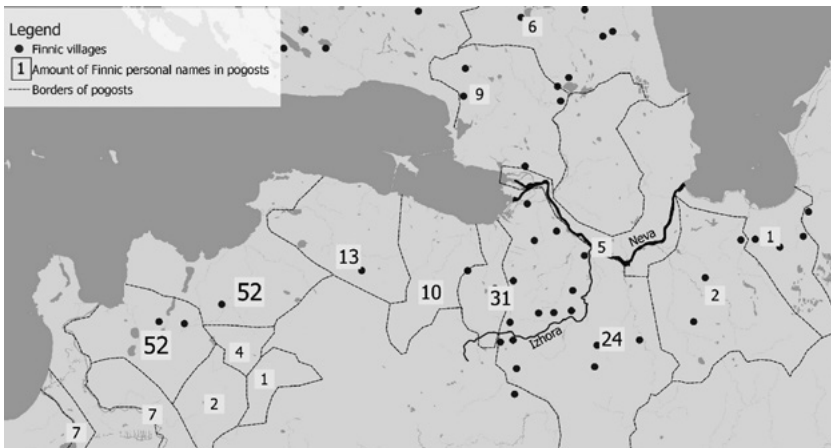 Legend
Finnic villages
1 Amount of Finnic personal names in pogosts
Borders of pogosts
6
9
5
Neva
13
1
52
10
31
2
52
Izhora
24
4
1
2
7
7